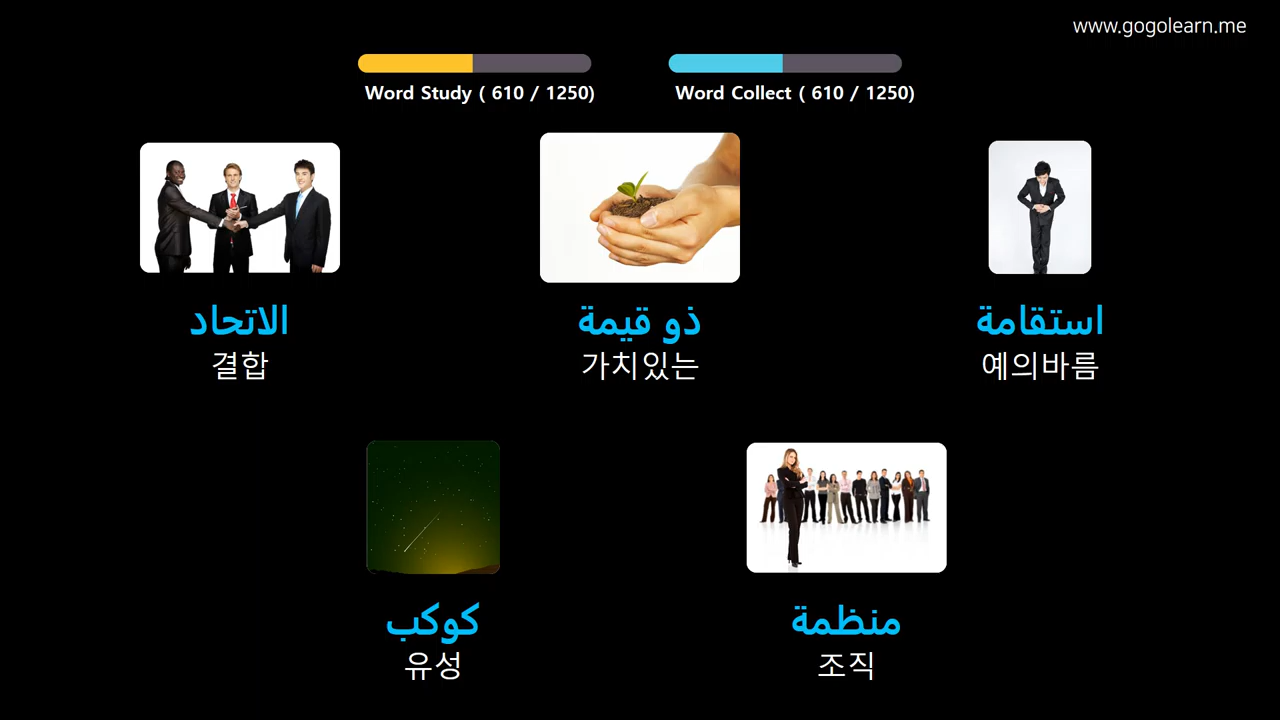 www.gogolearn.me
Word Study ( 610 / 1250)
Word Collect ( 610 / 1250)
الاتحاد
결합
ذو قيمة
가치있는
استقامة
예의바름
كوكب
유성
منظمة
조직